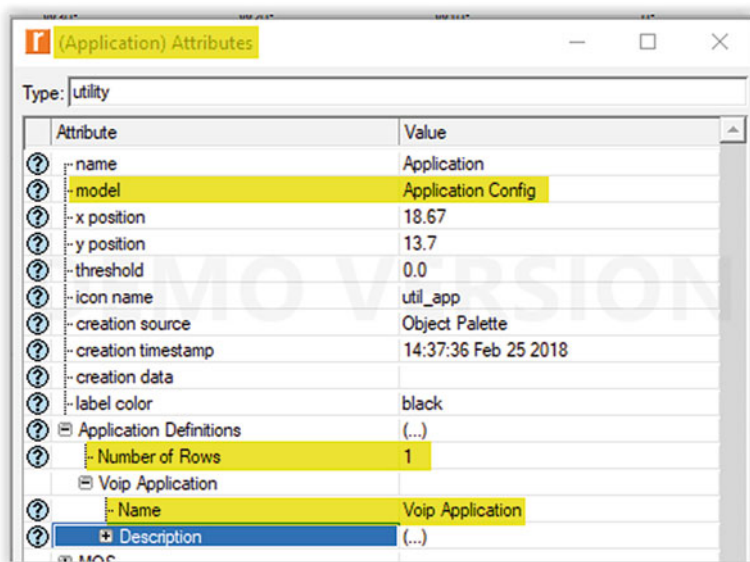 (Application) Attributes
Type: utility
Attribute Value
name Application
model Application Config
x position 18.67
y position 13.7
threshold 0.0
icon name util_app
creation source Object Palette
creation timestamp 14:37:36 Feb 25 2018
creation data
label color black
Application Definitions (...)
Number of Rows 1
Voip Application
Name Voip Application
Description (...)
MOS
DEMO VERSION